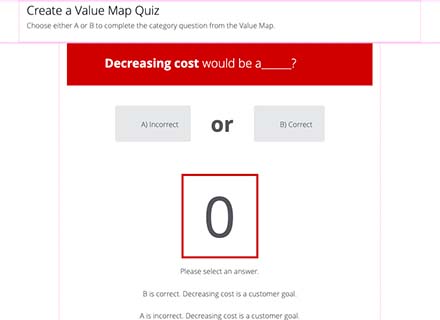 Create a Value Map Quiz
Choose either A or B to complete the category question from the Value Map.
Decreasing cost would be a_____?
A) Incorrect
or
B) Correct
0
Please select an answer.
B is correct. Decreasing cost is a customer goal.
A is incorrect. Decreasing cost is a customer goal.